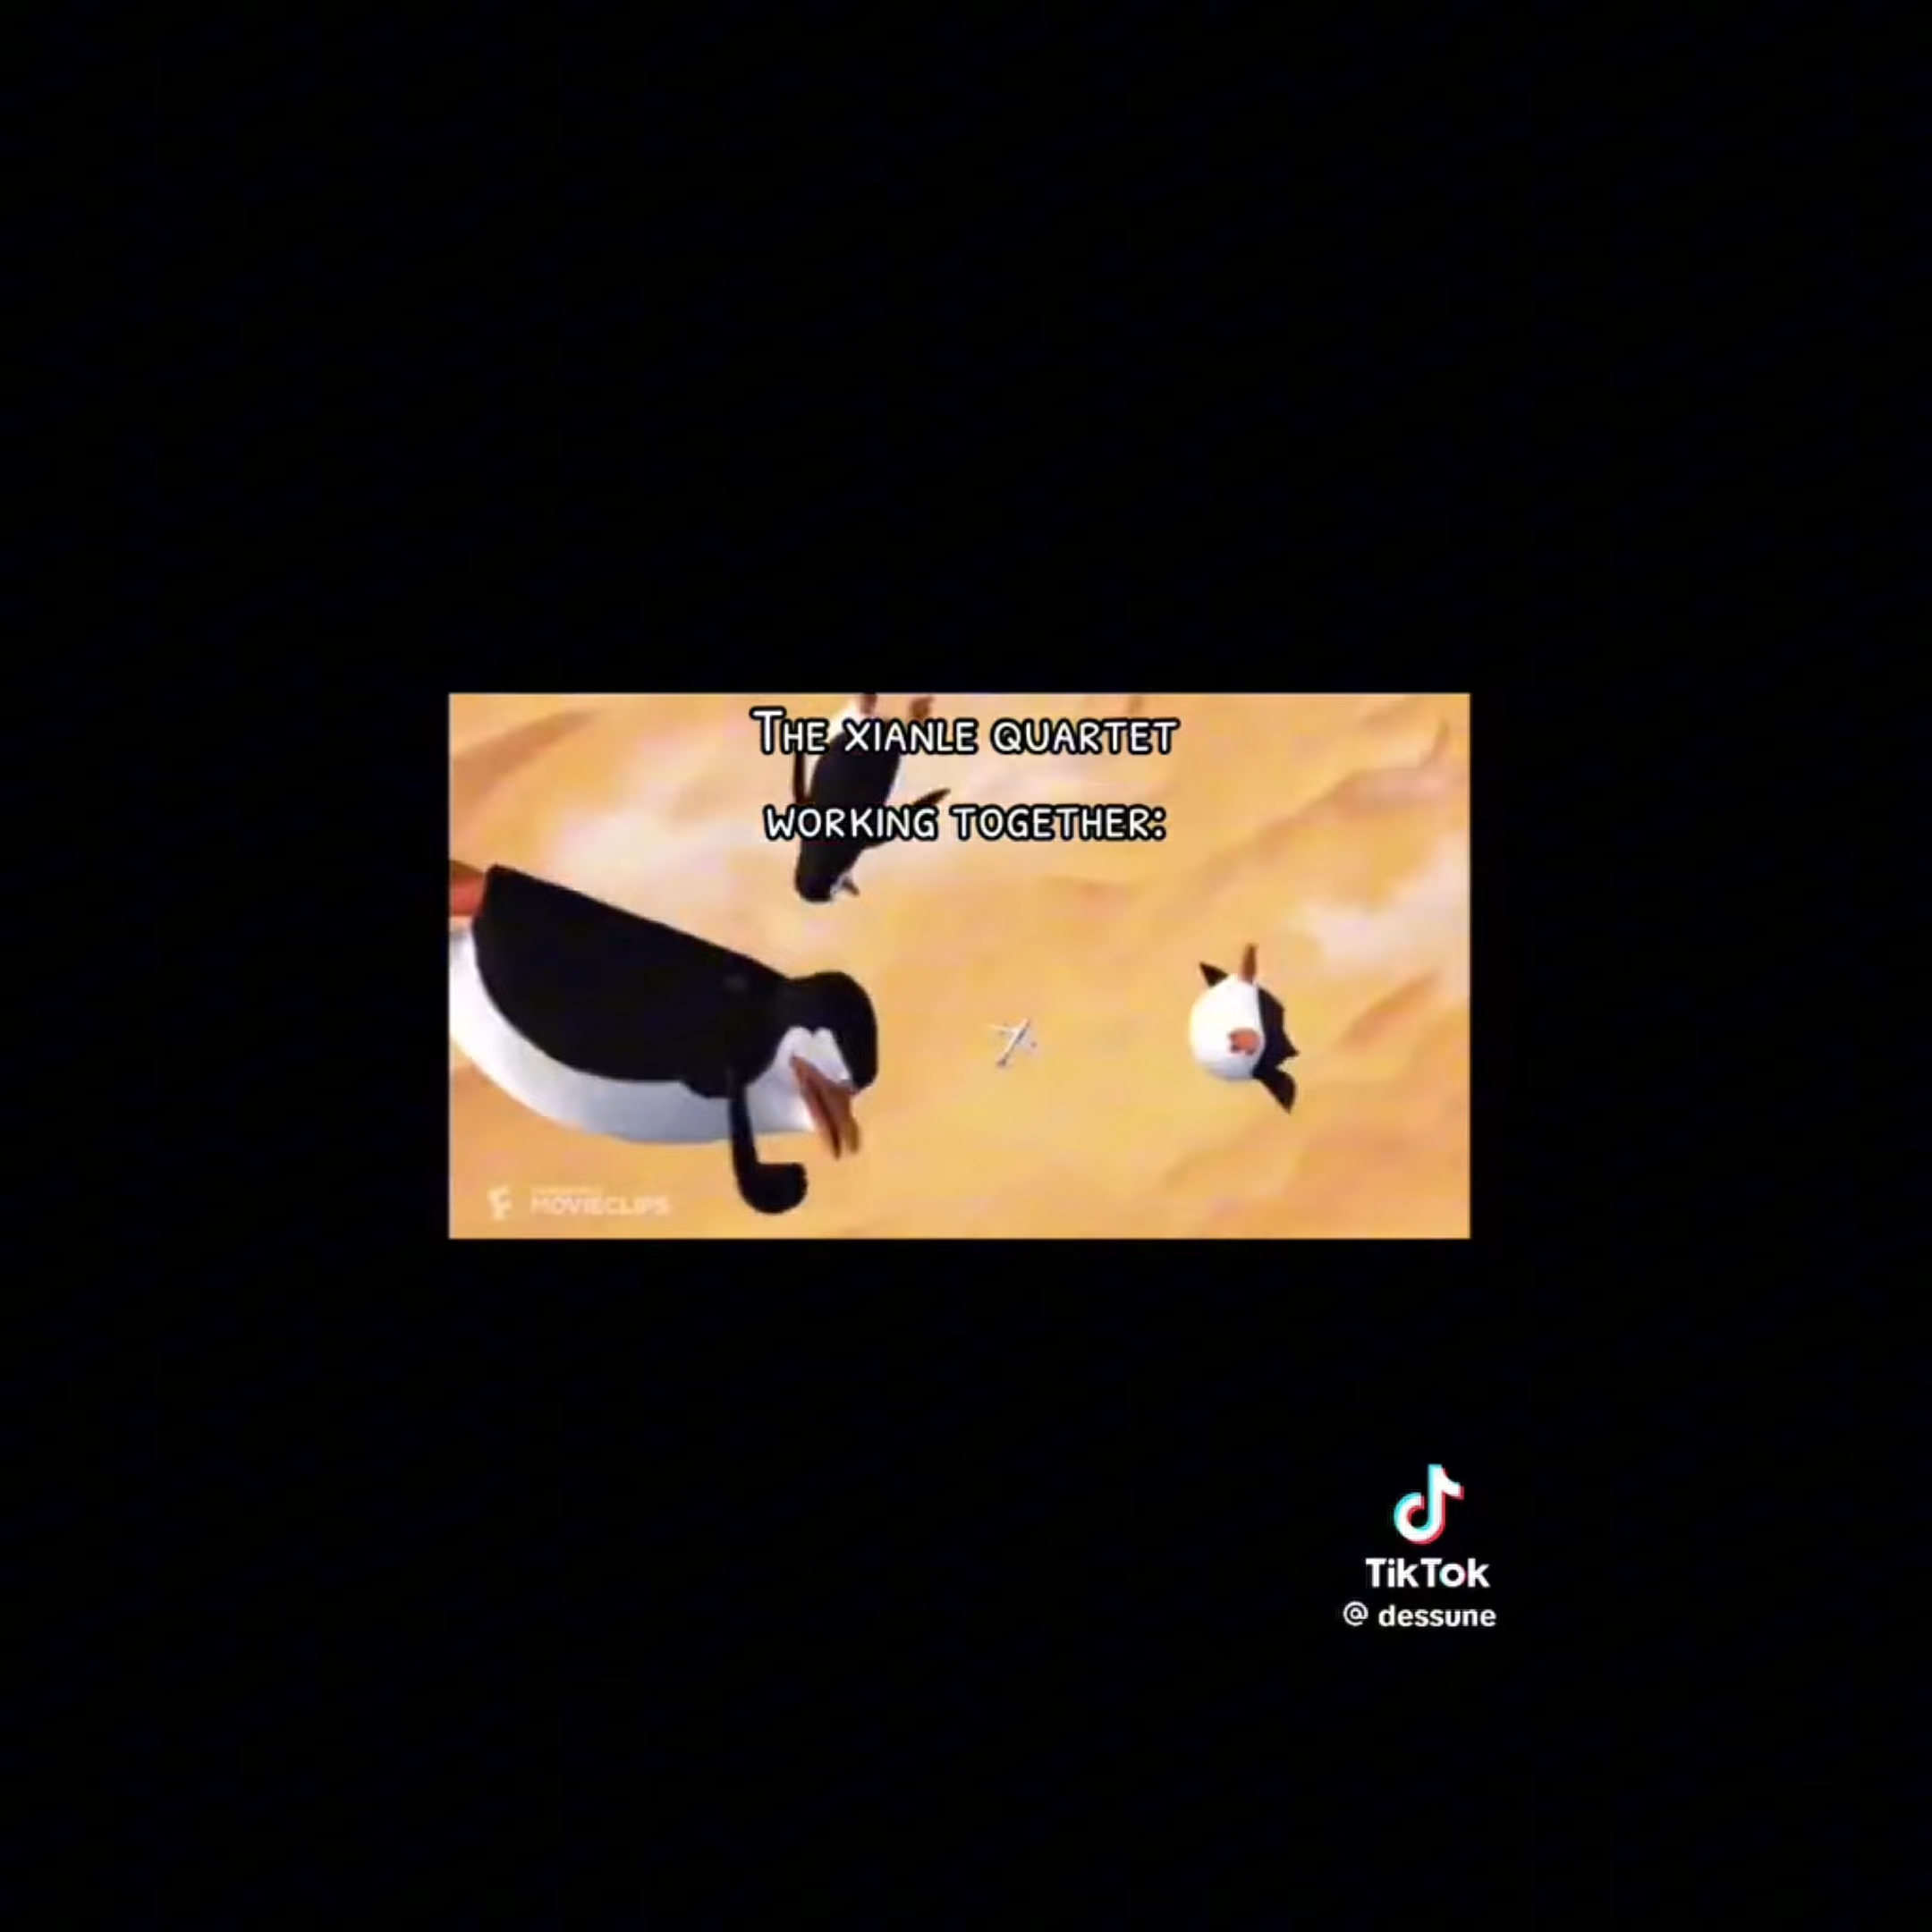 THE XIANLE QUARTET
WORKING TOGETHER:
MOVIECLIPS
TikTok
@ dessune